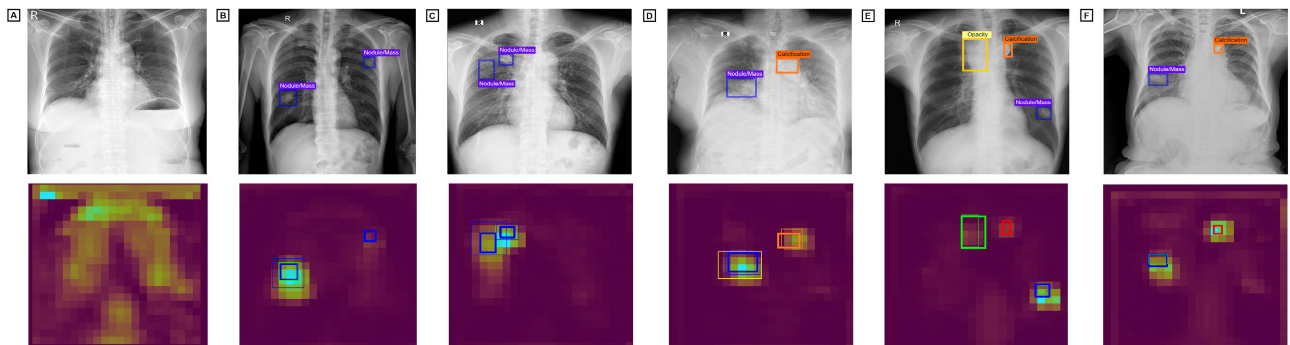 A
R
B
R
Nodule/Mass
Nodule/Mass
C
R
Nodule/Mass
Nodule/Mass
D
R
Calcification
Nodule/Mass
E
R
Opacity
Calcification
Nodule/Mass
F
L
Calcification
Nodule/Mass